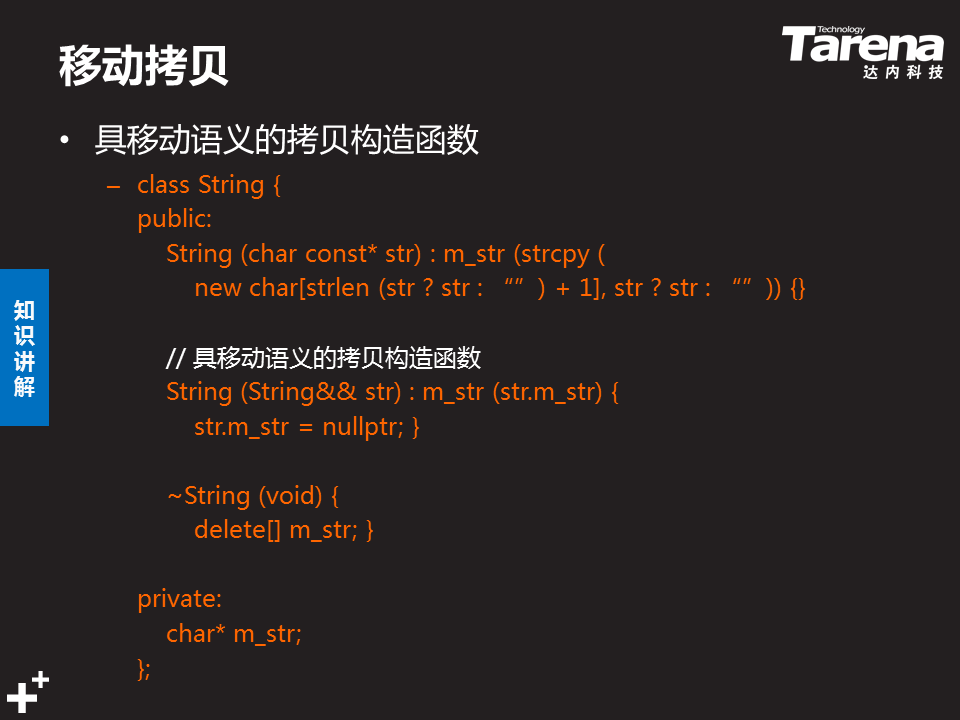 移动拷贝
Technology
Tarena
达内科技
• 具移动语义的拷贝构造函数
– class String {
public:
String (char const* str) : m_str (strcpy (
new char[strlen (str ? str : “”) + 1], str ? str : “”)) {}
// 具移动语义的拷贝构造函数
String (String&& str) : m_str (str.m_str) {
str.m_str = nullptr; }
~String (void) {
delete[] m_str; }
private:
char* m_str;
};
知识讲解